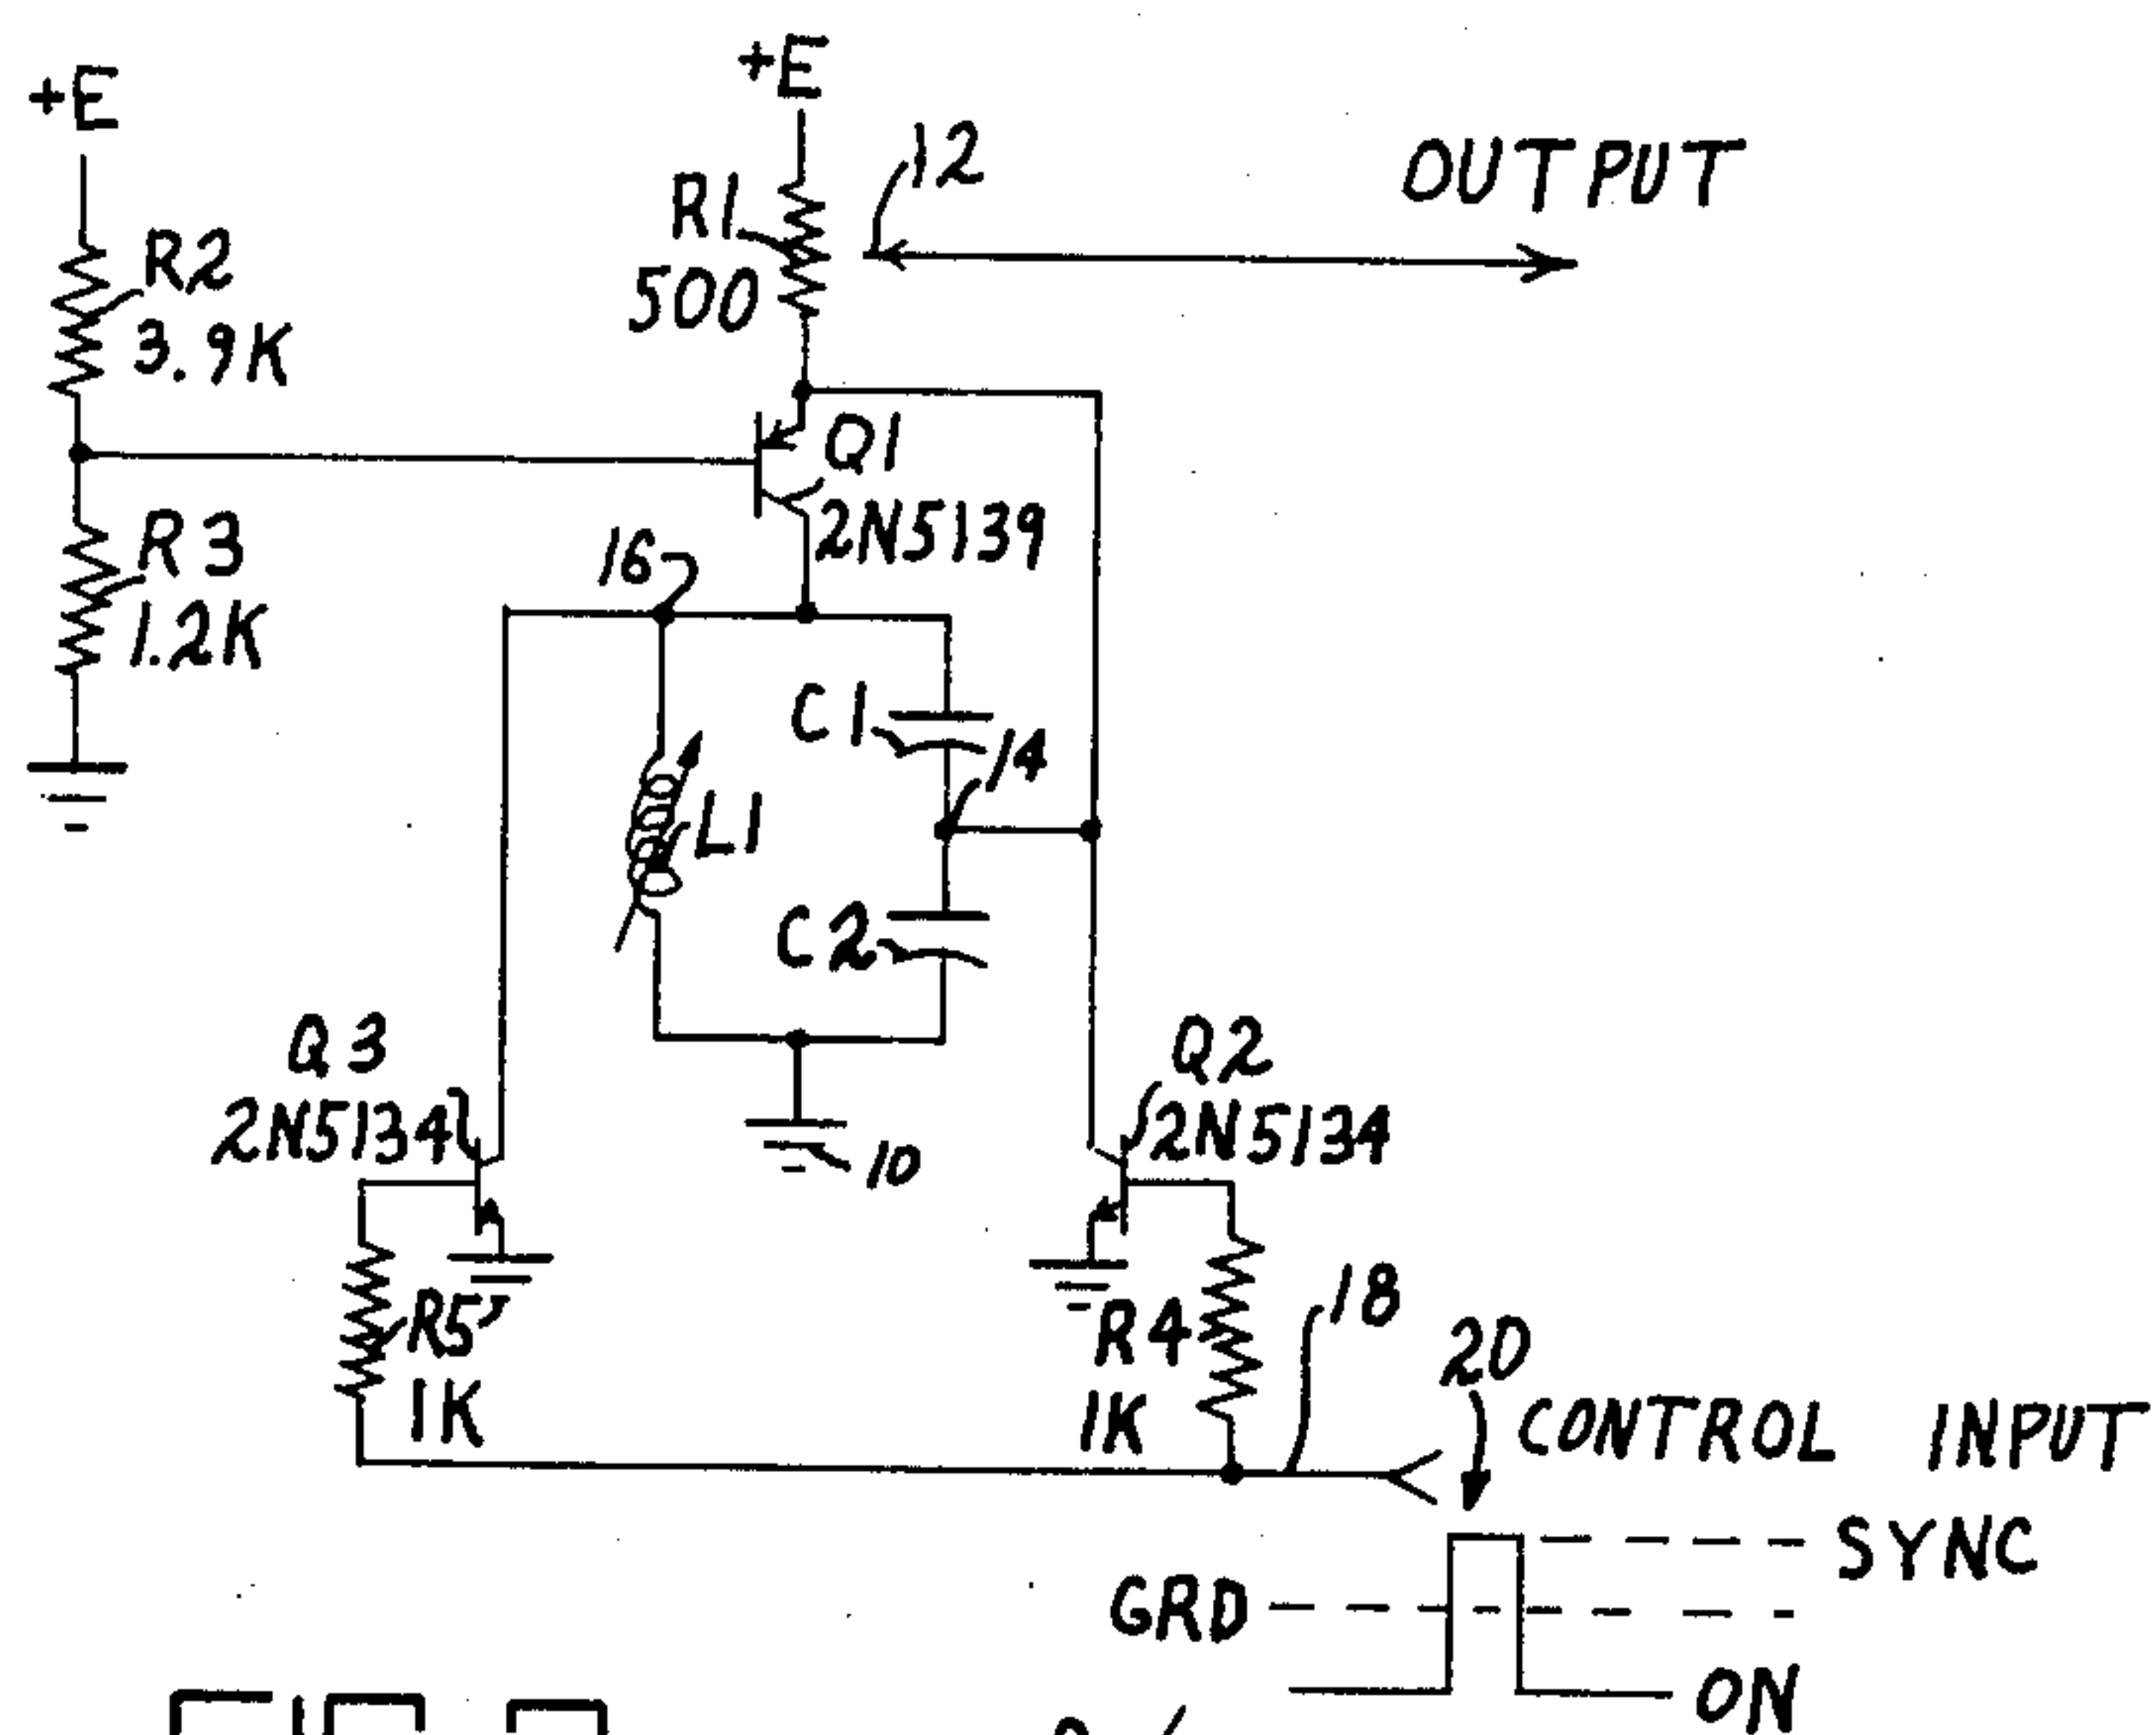 +E
+E
12
OUTPUT
R1
500
R2
3.9K
Q1
2N5139
R3
1.2K
16
C1
14
L1
C2
Q3
2N5134
Q2
2N5134
10
R5
1K
R4
1K
18
20
CONTROL INPUT
SYNC
GRD
ON